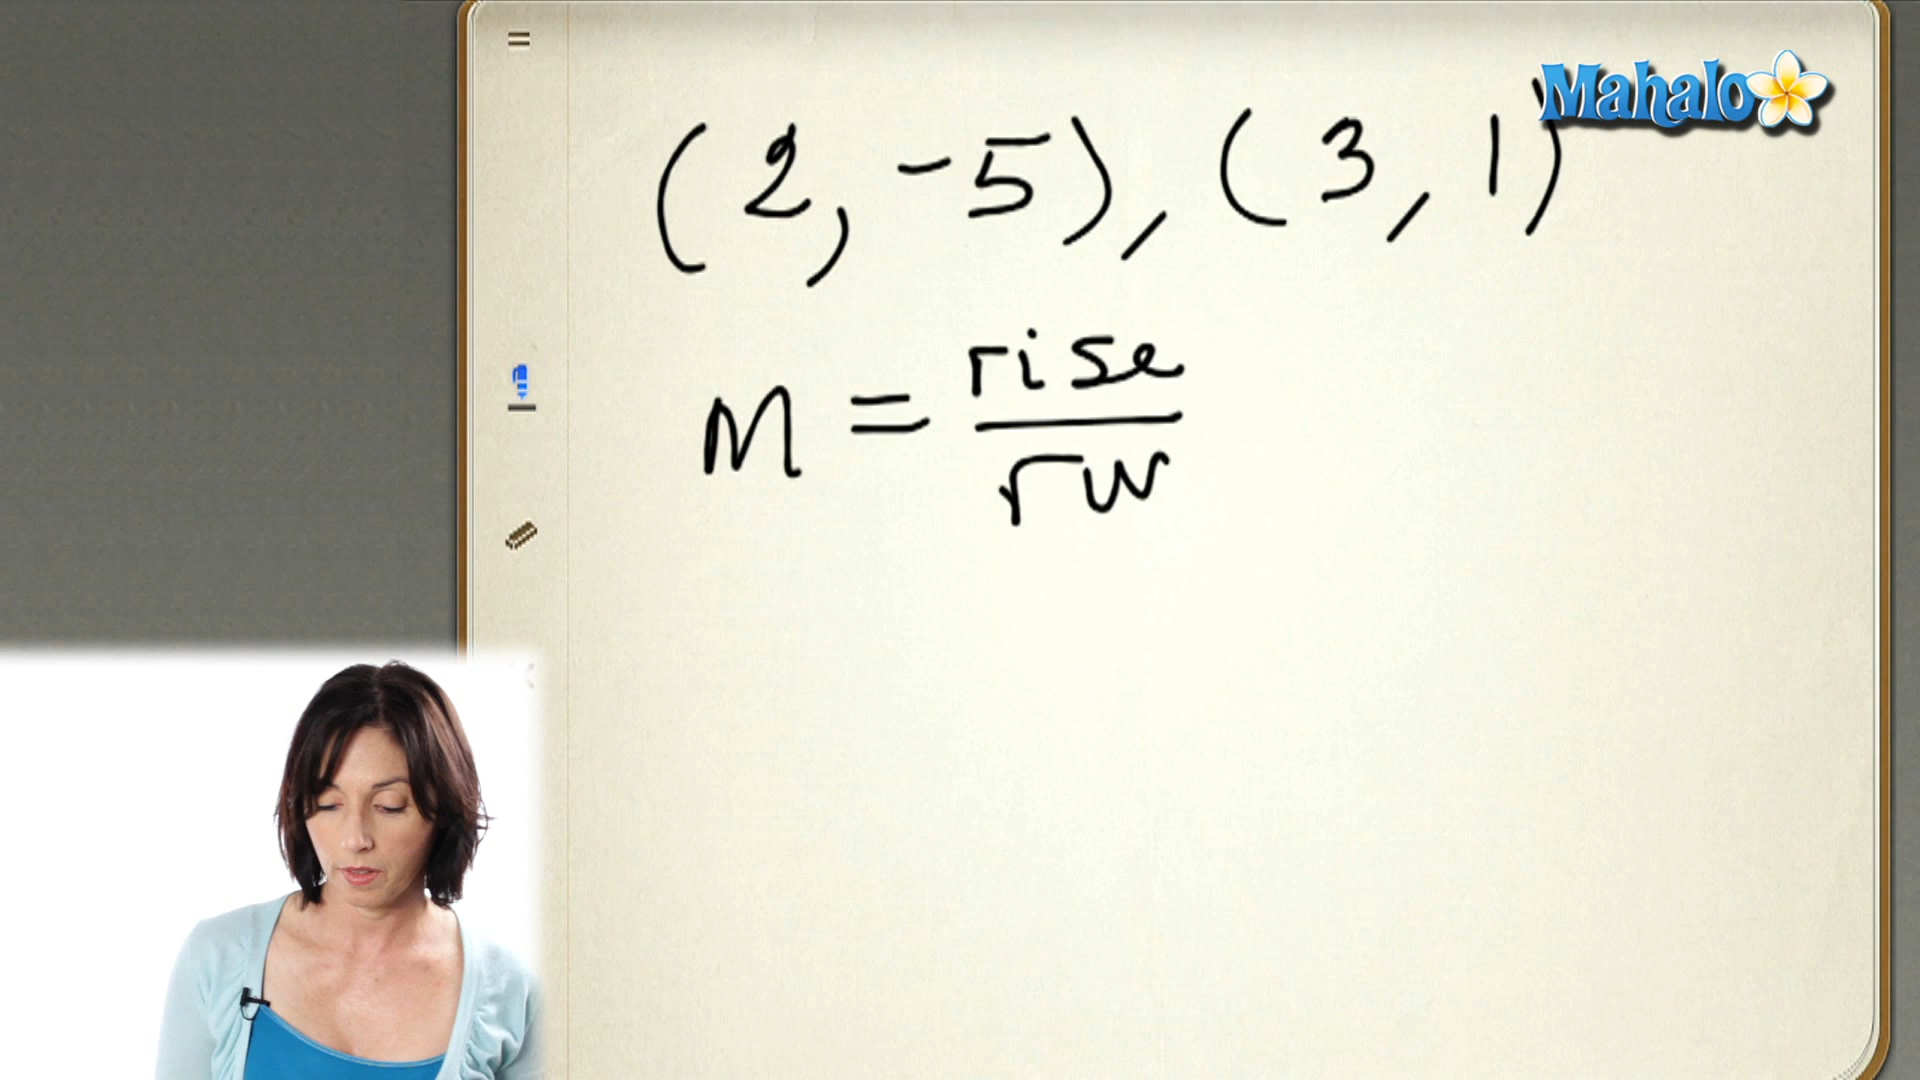 Mahalo
(2, -5), (3, 1)
m = rise
run